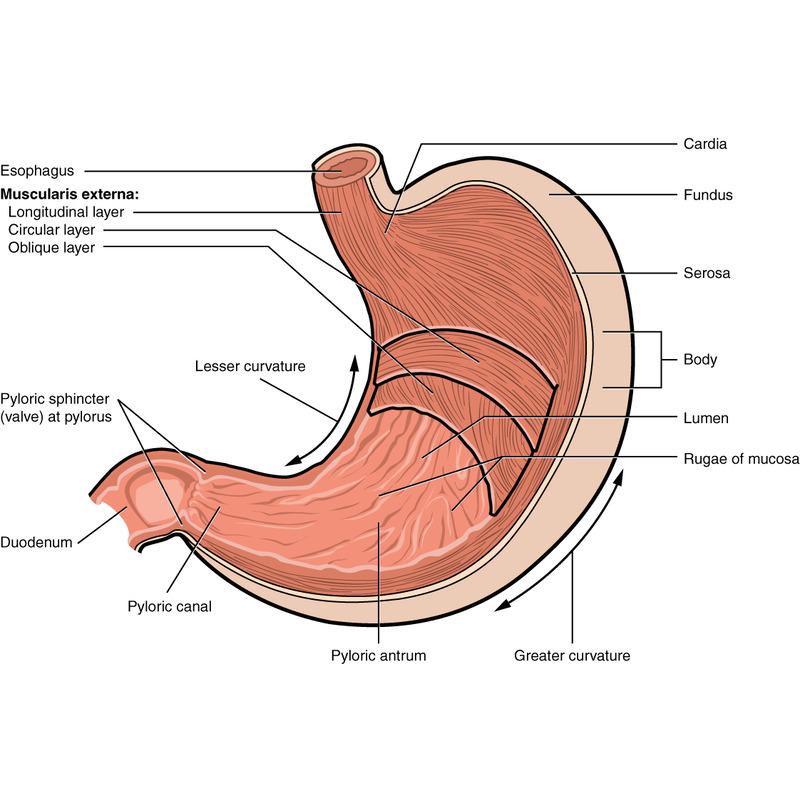 Cardia
Esophagus
Muscularis externa:
Fundus
Longitudinal layer
Circular layer
Oblique layer
Serosa
Lesser curvature
Body
Pyloric sphincter
(valve) at pylorus
Lumen
Rugae of mucosa
Duodenum
Pyloric canal
Pyloric antrum
Greater curvature